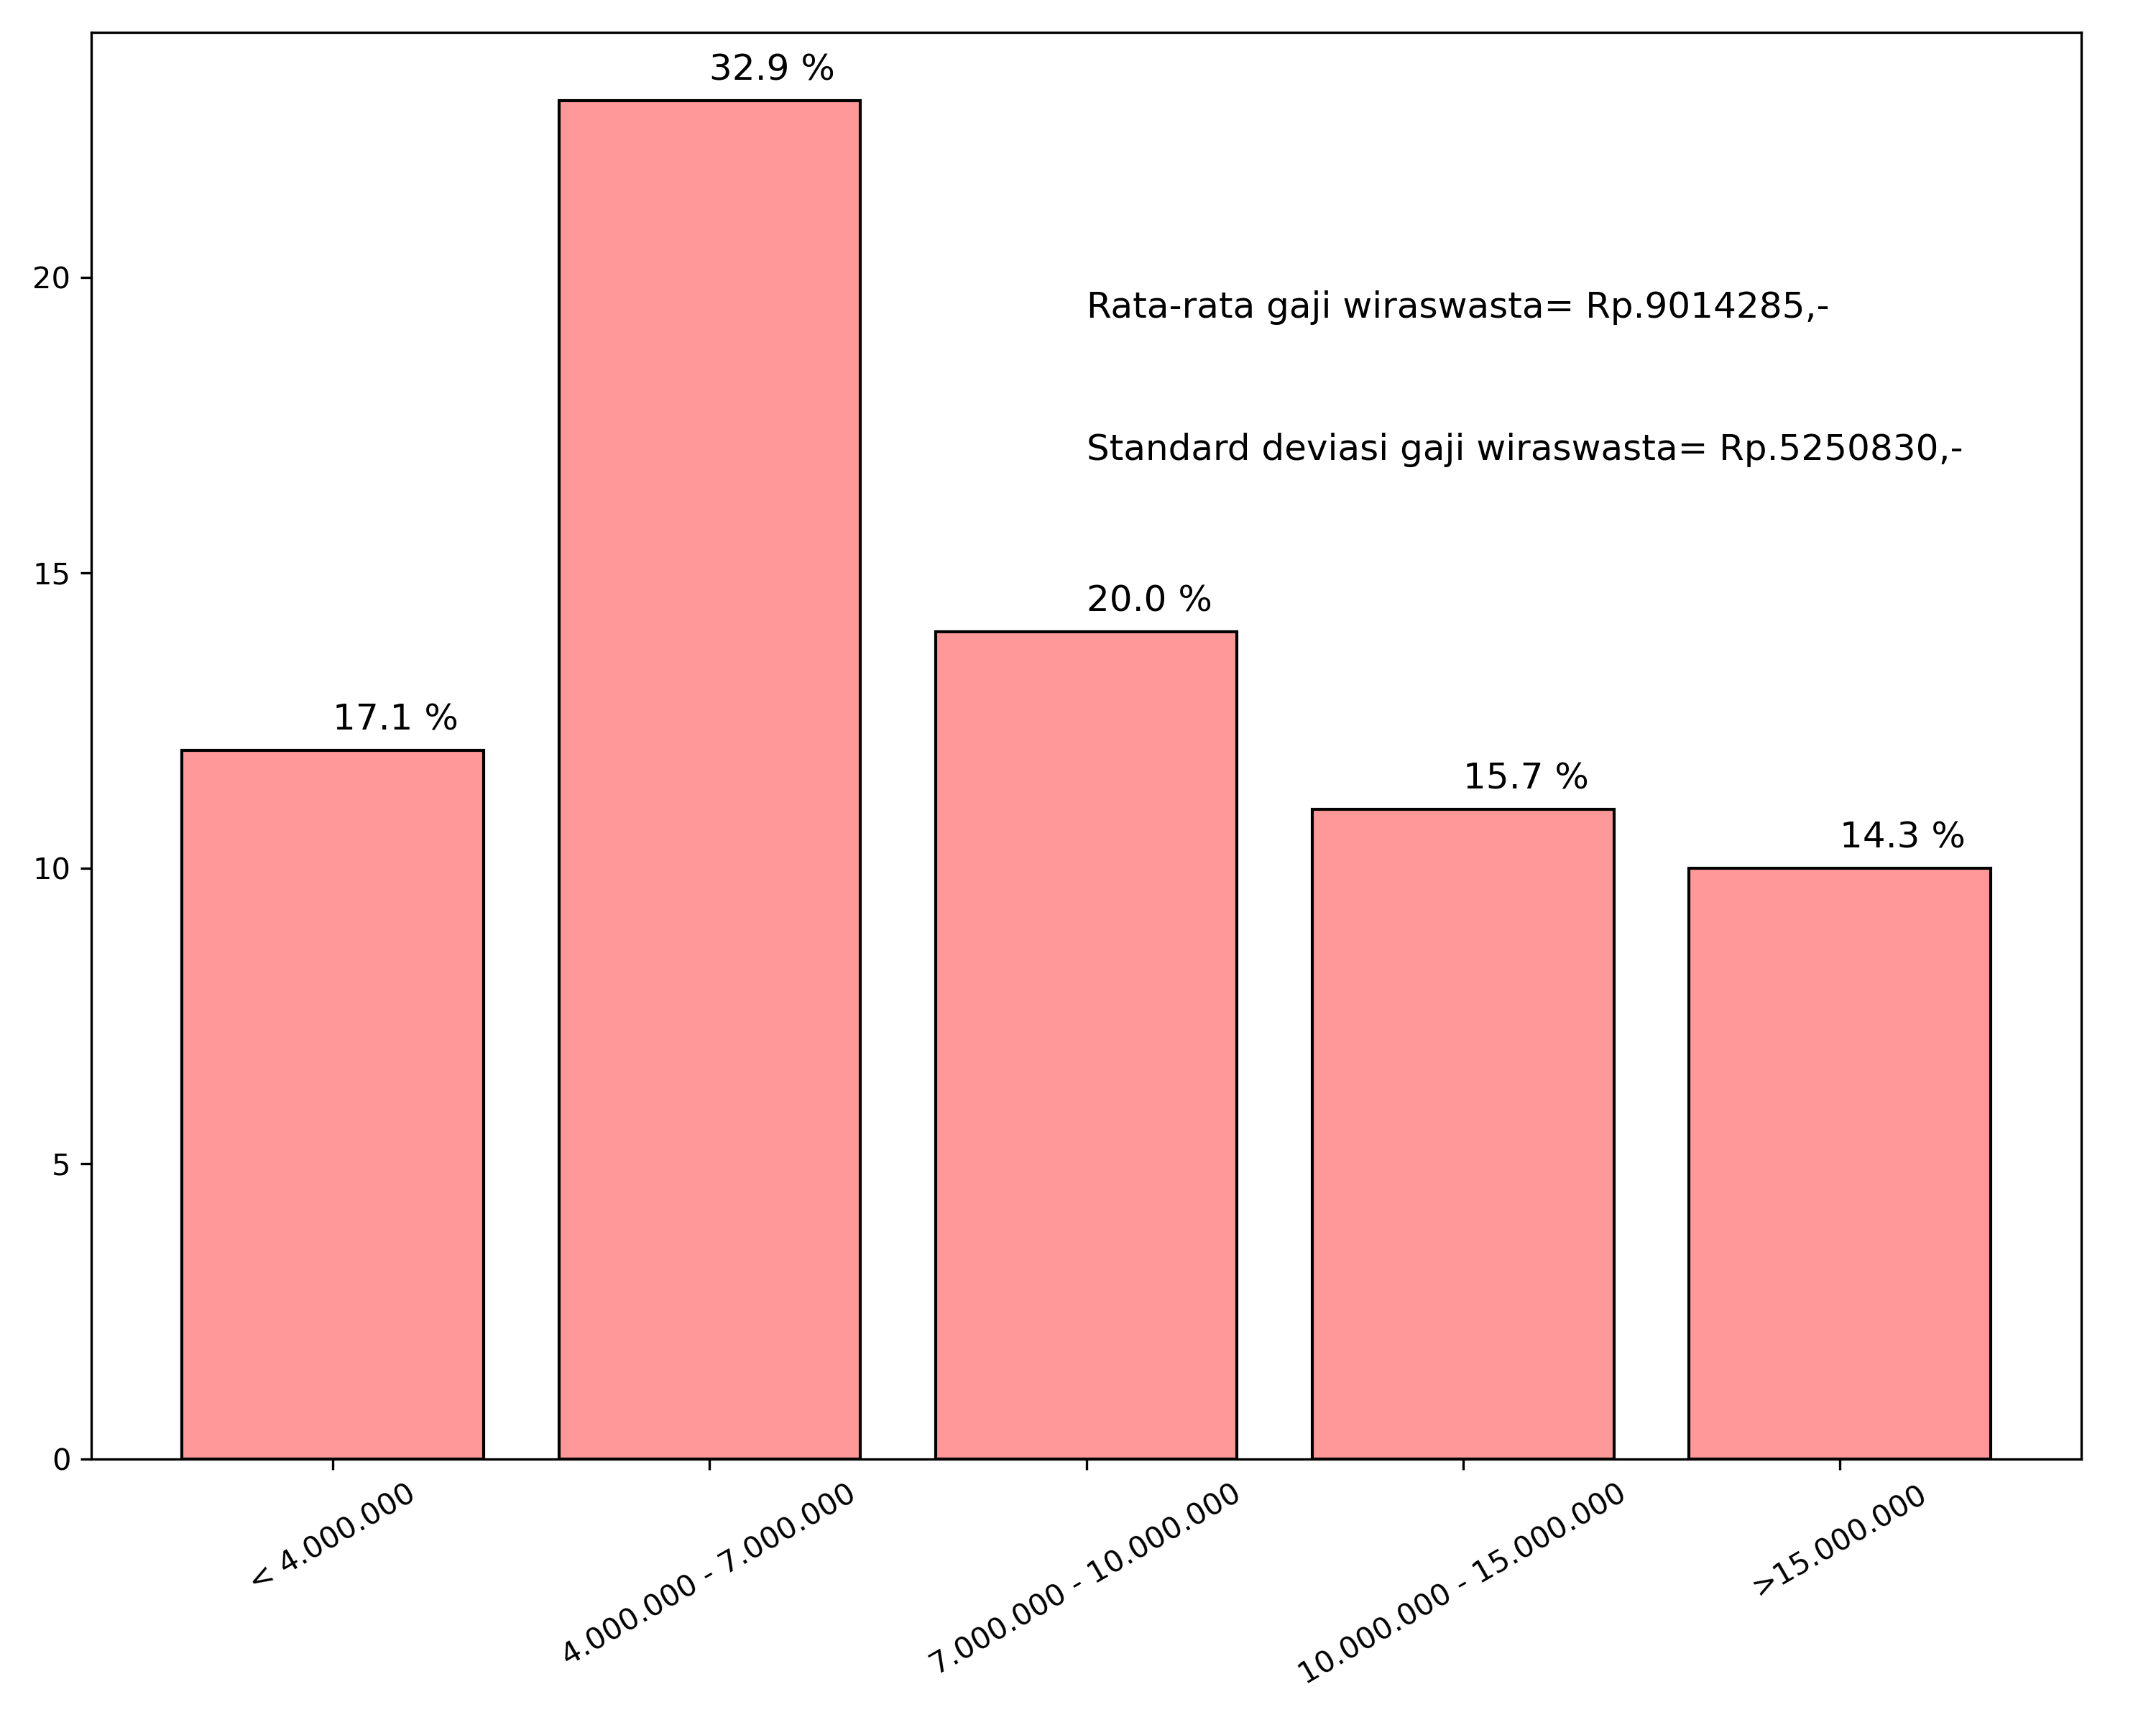 32.9 %
20
Rata-rata gaji wiraswasta= Rp.9014285,-
Standard deviasi gaji wiraswasta= Rp.5250830,-
15
20.0 %
17.1 %
15.7 %
14.3 %
10
5
0
< 4.000.000
4.000.000 - 7.000.000
7.000.000 - 10.000.000
10.000.000 - 15.000.000
>15.000.000